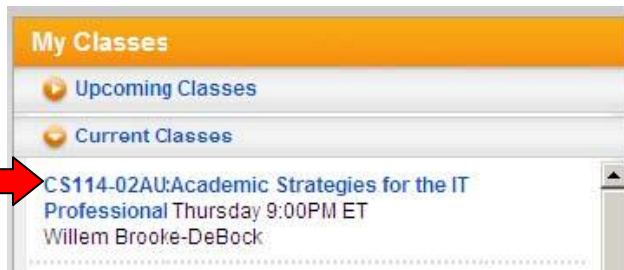 My Classes
Upcoming Classes
Current Classes
CS114-02AU:Academic Strategies for the IT
Professional Thursday 9:00PM ET
Willem Brooke-DeBock